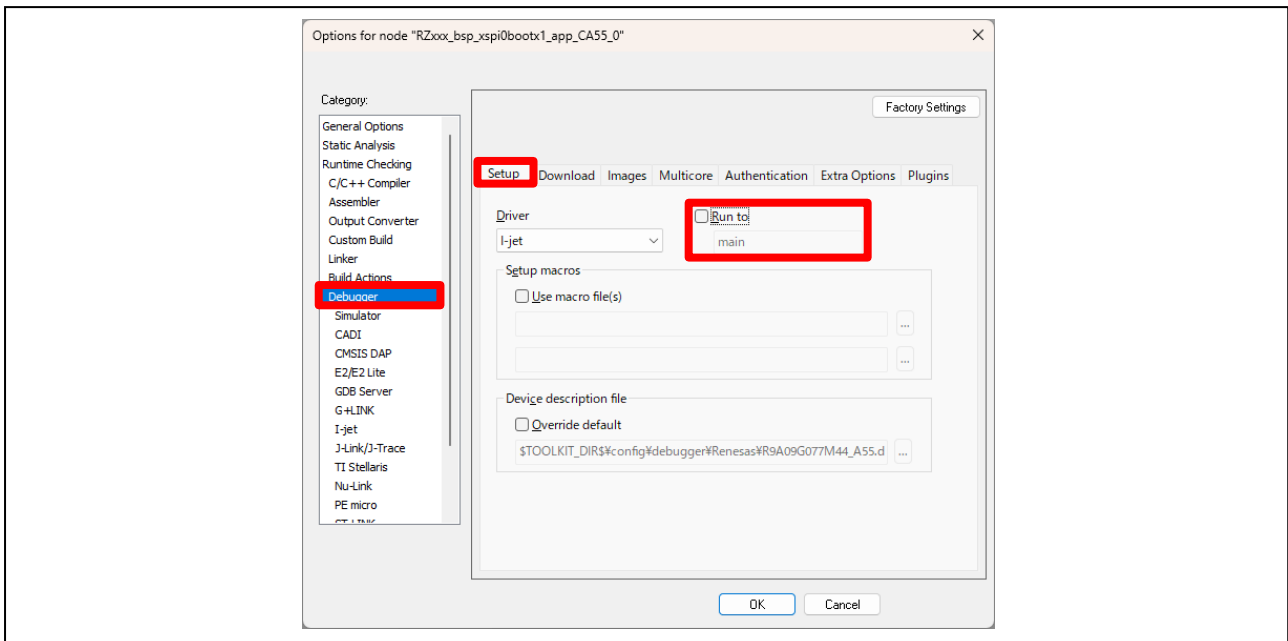 Options for node "RZxxx_bsp_xspi0bootx1_app_CA55_0"
Category:
Factory Settings
General Options
Static Analysis
Runtime Checking
C/C++ Compiler
Assembler
Output Converter
Custom Build
Linker
Build Actions
Debugger
Simulator
CADI
CMSIS DAP
E2/E2 Lite
GDB Server
G+LINK
I-jet
J-Link/J-Trace
TI Stellaris
Nu-Link
PE micro
ST-LINK
Setup Download Images Multicore Authentication Extra Options Plugins
Driver
I-jet
Run to
main
Setup macros
Use macro file(s)
...
...
Device description file
Override default
$TOOLKIT_DIR$¥config¥debugger¥Renesas¥R9A09G077M44_A55.d
...
OK Cancel